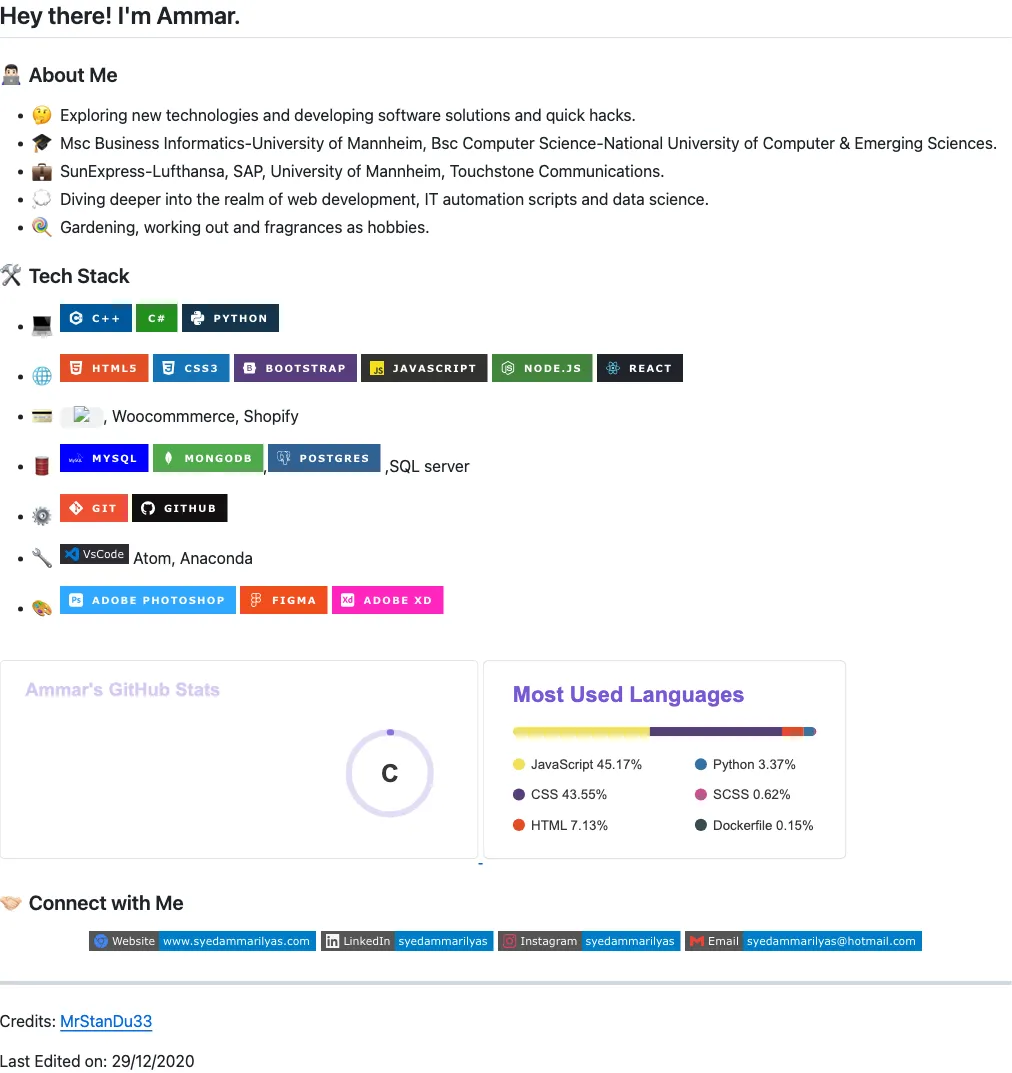 Hey there! I'm Ammar.
About Me
Exploring new technologies and developing software solutions and quick hacks.
Msc Business Informatics-University of Mannheim, Bsc Computer Science-National University of Computer & Emerging Sciences.
SunExpress-Lufthansa, SAP, University of Mannheim, Touchstone Communications.
Diving deeper into the realm of web development, IT automation scripts and data science.
Gardening, working out and fragrances as hobbies.
Tech Stack
C++ C# PYTHON
HTML5 CSS3 BOOTSTRAP JAVASCRIPT NODE.JS REACT
, Woocommmerce, Shopify
MYSQL MONGODB , POSTGRES ,SQL server
GIT GITHUB
VsCode Atom, Anaconda
ADOBE PHOTOSHOP FIGMA ADOBE XD
Ammar's GitHub Stats
C
Most Used Languages
JavaScript 45.17% Python 3.37%
CSS 43.55% SCSS 0.62%
HTML 7.13% Dockerfile 0.15%
Connect with Me
Website www.syedammarilyas.com LinkedIn syedammarilyas Instagram syedammarilyas Email syedammarilyas@hotmail.com
Credits: MrStanDu33
Last Edited on: 29/12/2020